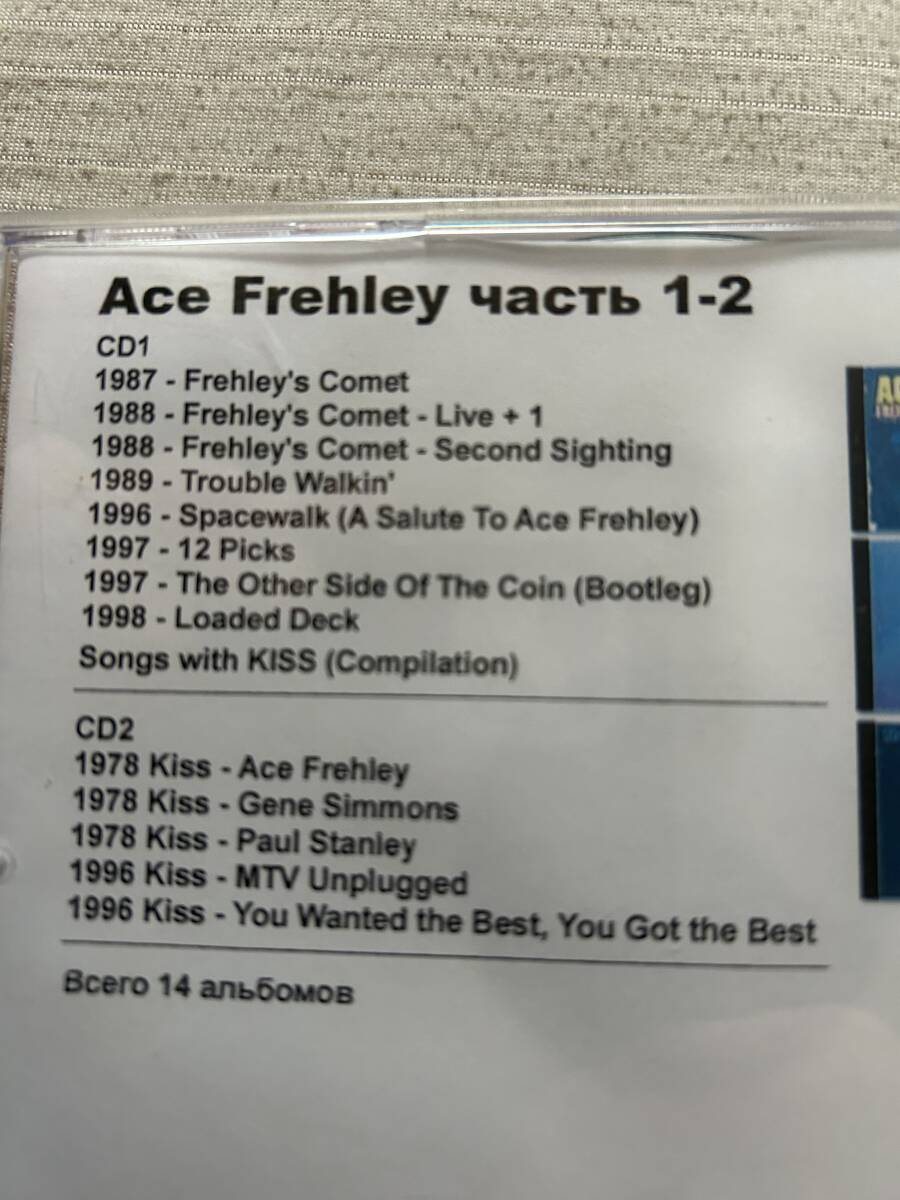 Ace Frehley часть 1-2
CD1
1987 - Frehley's Comet
1988 - Frehley's Comet - Live + 1
1988 - Frehley's Comet - Second Sighting
1989 - Trouble Walkin'
1996 - Spacewalk (A Salute To Ace Frehley)
1997 - 12 Picks
1997 - The Other Side Of The Coin (Bootleg)
1998 - Loaded Deck
Songs with KISS (Compilation)
CD2
1978 Kiss - Ace Frehley
1978 Kiss - Gene Simmons
1978 Kiss - Paul Stanley
1996 Kiss - MTV Unplugged
1996 Kiss - You Wanted the Best, You Got the Best
Всего 14 альбомов